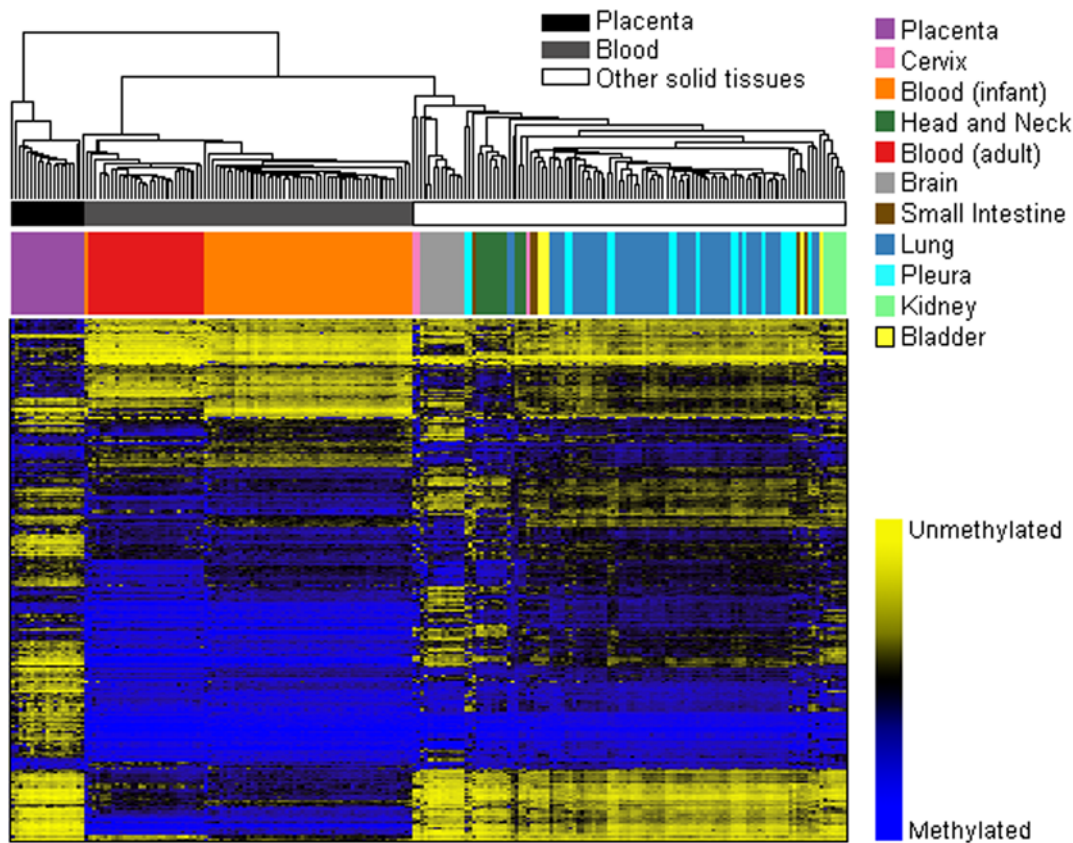 Placenta
Blood
Other solid tissues
Placenta
Cervix
Blood (infant)
Head and Neck
Blood (adult)
Brain
Small Intestine
Lung
Pleura
Kidney
Bladder
Unmethylated
Methylated